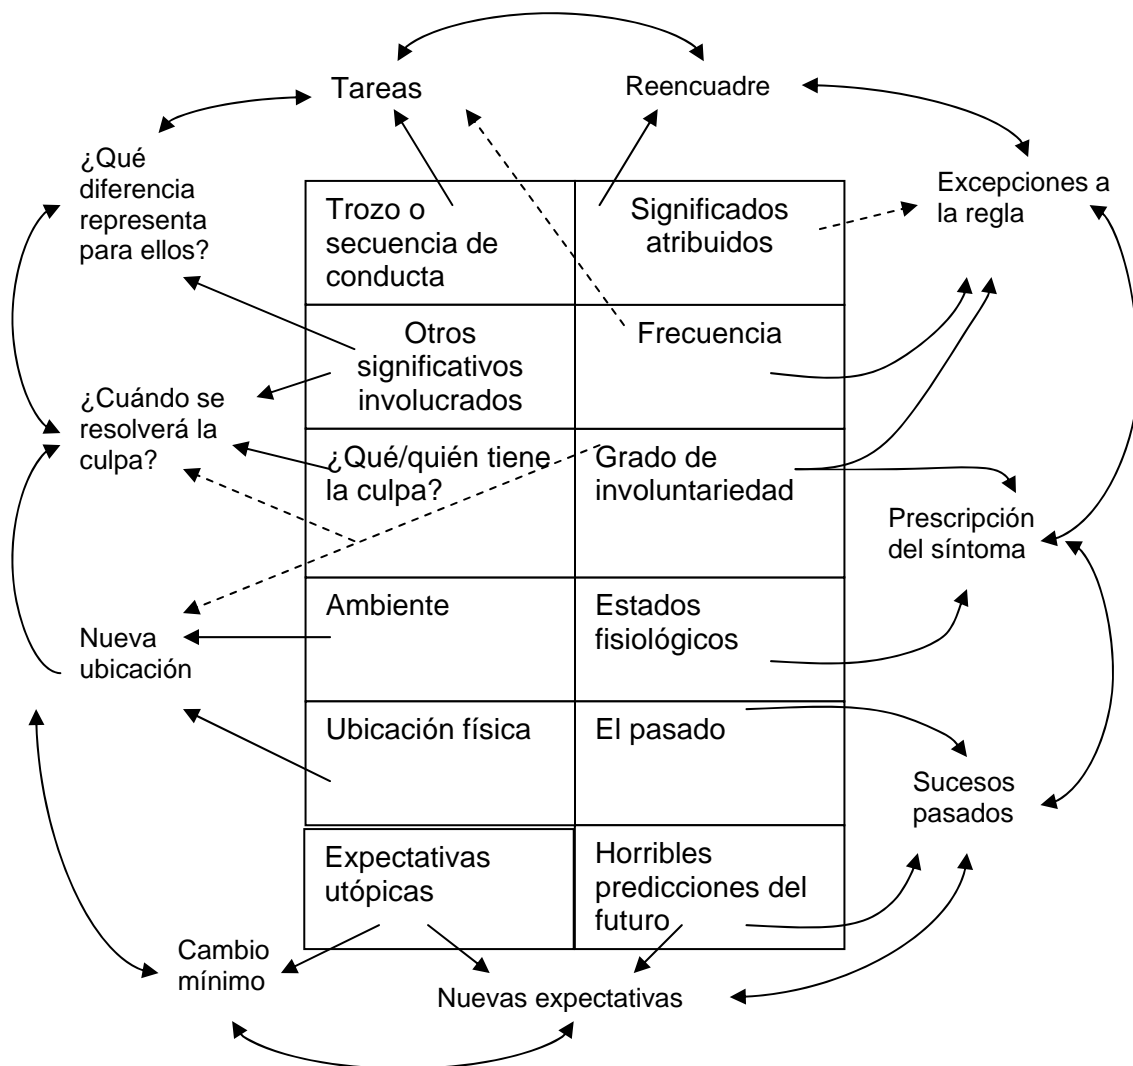 Tareas
Reencuadre
¿Qué
diferencia
representa
para ellos?
Excepciones a
la regla
Trozo o
secuencia de
conducta
Significados
atribuidos
Otros
significativos
involucrados
Frecuencia
¿Cuándo se
resolverá la
culpa?
¿Qué/quién tiene
la culpa?
Grado de
involuntariedad
Prescripción
del síntoma
Ambiente
Estados
fisiológicos
Nueva
ubicación
Ubicación física
El pasado
Sucesos
pasados
Expectativas
utópicas
Horribles
predicciones del
futuro
Cambio
mínimo
Nuevas expectativas